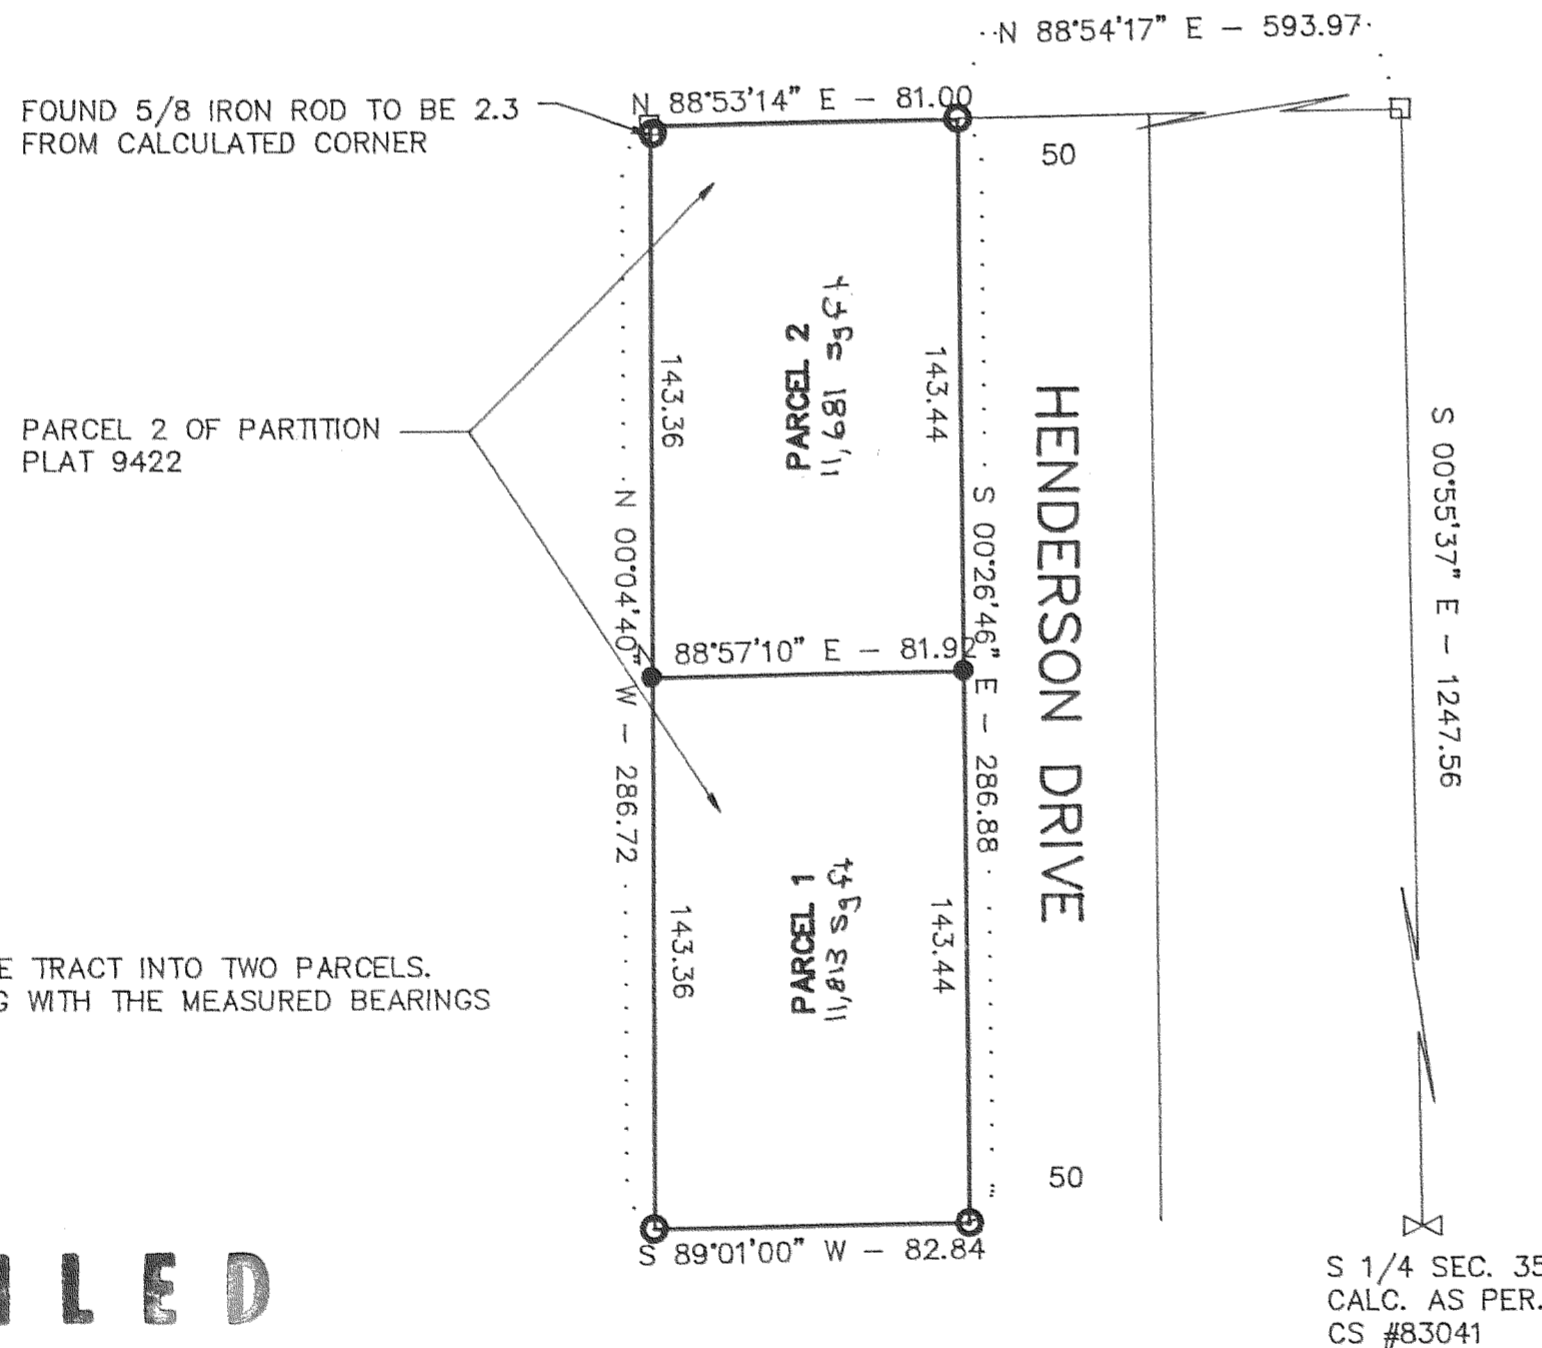 N 88°54'17" E – 593.97
FOUND 5/8 IRON ROD TO BE 2.3
FROM CALCULATED CORNER
N 88°53'14" E – 81.00
50
PARCEL 2
11,681 sqft
143.36
143.44
PARCEL 2 OF PARTITION
PLAT 9422
HENDERSON DRIVE
S 00°55'37" E – 1247.56
N 00°04'40" W – 286.72
S 00°26'46" E – 286.88
N 88°57'10" E – 81.92
PARCEL 1
11,813 sqft
143.36
143.44
E TRACT INTO TWO PARCELS.
G WITH THE MEASURED BEARINGS
50
S 89°01'00" W – 82.84
ILED
S 1/4 SEC. 35
CALC. AS PER.
CS #83041